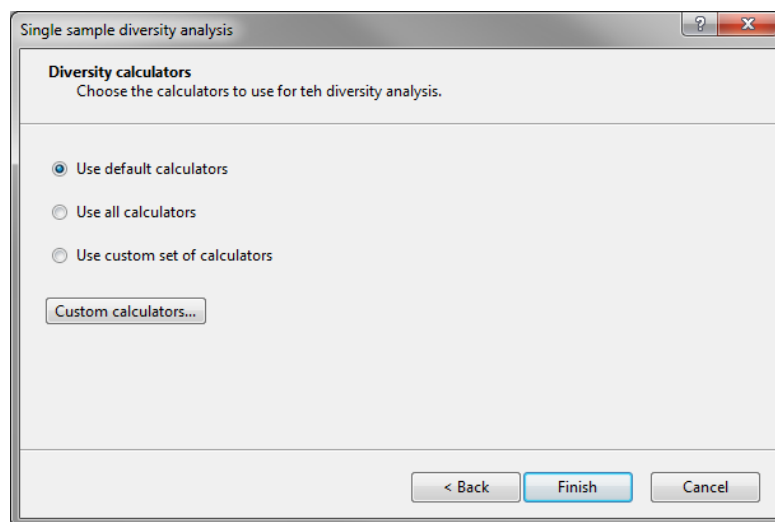 Single sample diversity analysis
?
X
Diversity calculators
Choose the calculators to use for teh diversity analysis.
Use default calculators
Use all calculators
Use custom set of calculators
Custom calculators...
< Back
Finish
Cancel